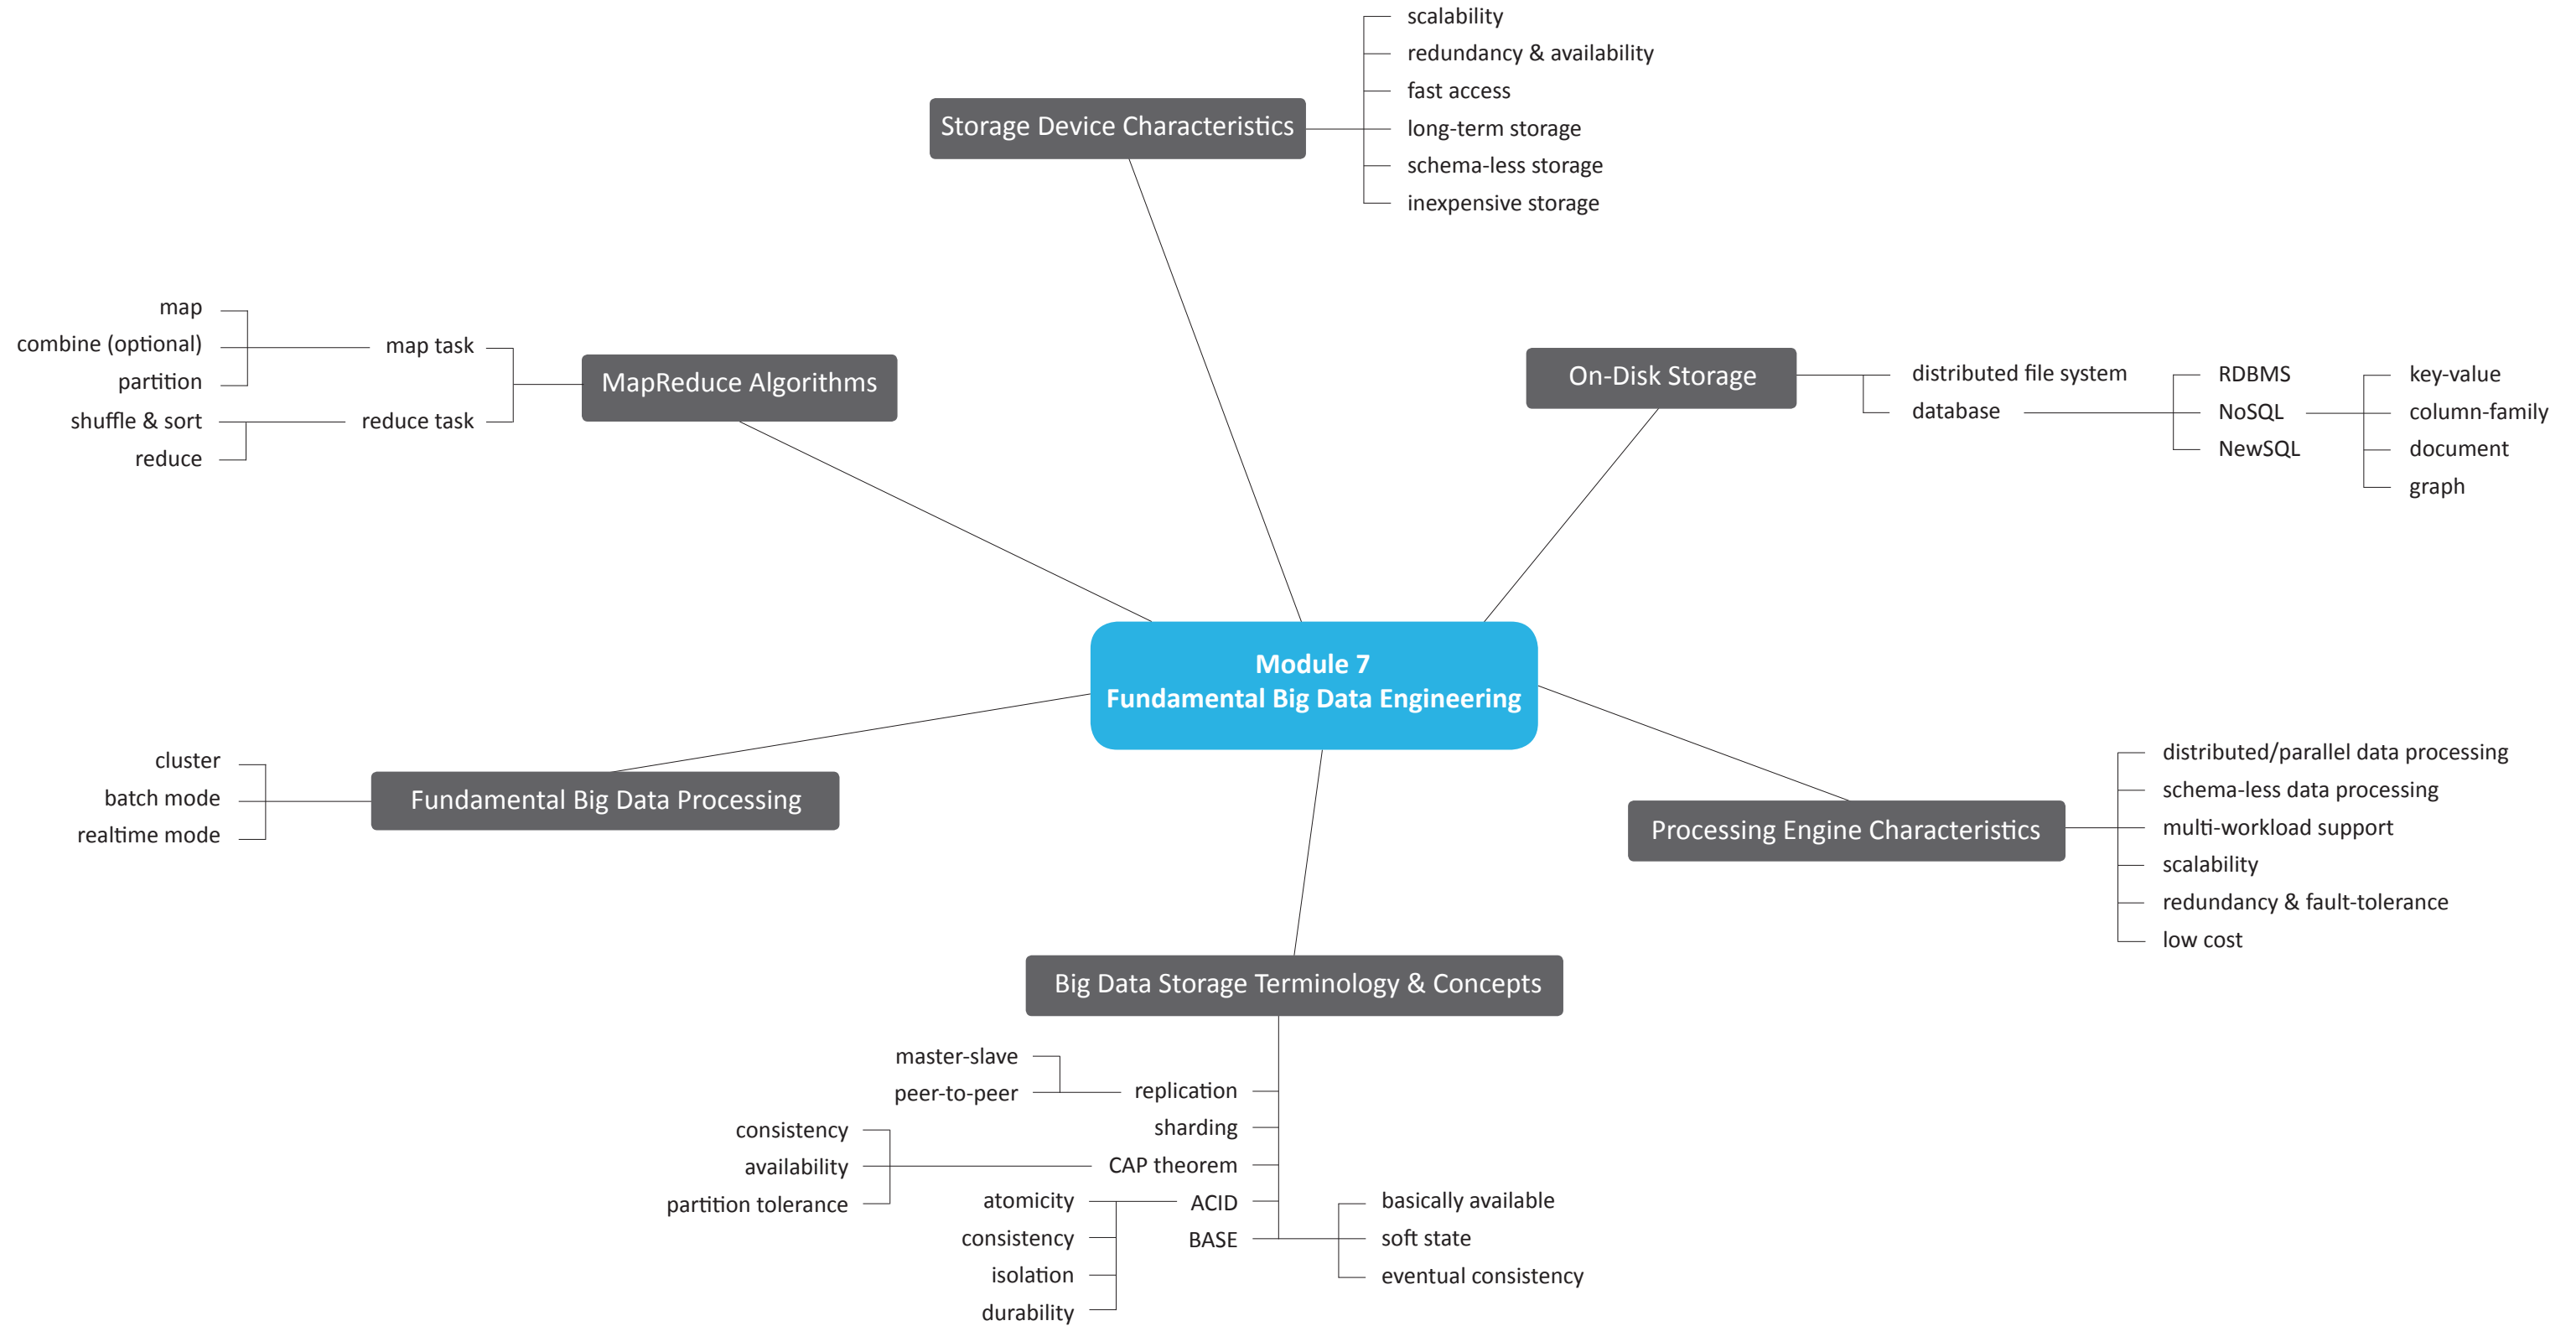 scalability
redundancy & availability
fast access
long-term storage
schema-less storage
inexpensive storage
Storage Device Characteristics
map
combine (optional)
partition
map task
shuffle & sort
reduce
reduce task
MapReduce Algorithms
On-Disk Storage
distributed file system
database
RDBMS
NoSQL
NewSQL
key-value
column-family
document
graph
Module 7
Fundamental Big Data Engineering
cluster
batch mode
realtime mode
Fundamental Big Data Processing
Processing Engine Characteristics
distributed/parallel data processing
schema-less data processing
multi-workload support
scalability
redundancy & fault-tolerance
low cost
Big Data Storage Terminology & Concepts
master-slave
peer-to-peer
replication
sharding
consistency
availability
partition tolerance
CAP theorem
atomicity
consistency
isolation
durability
ACID
BASE
basically available
soft state
eventual consistency